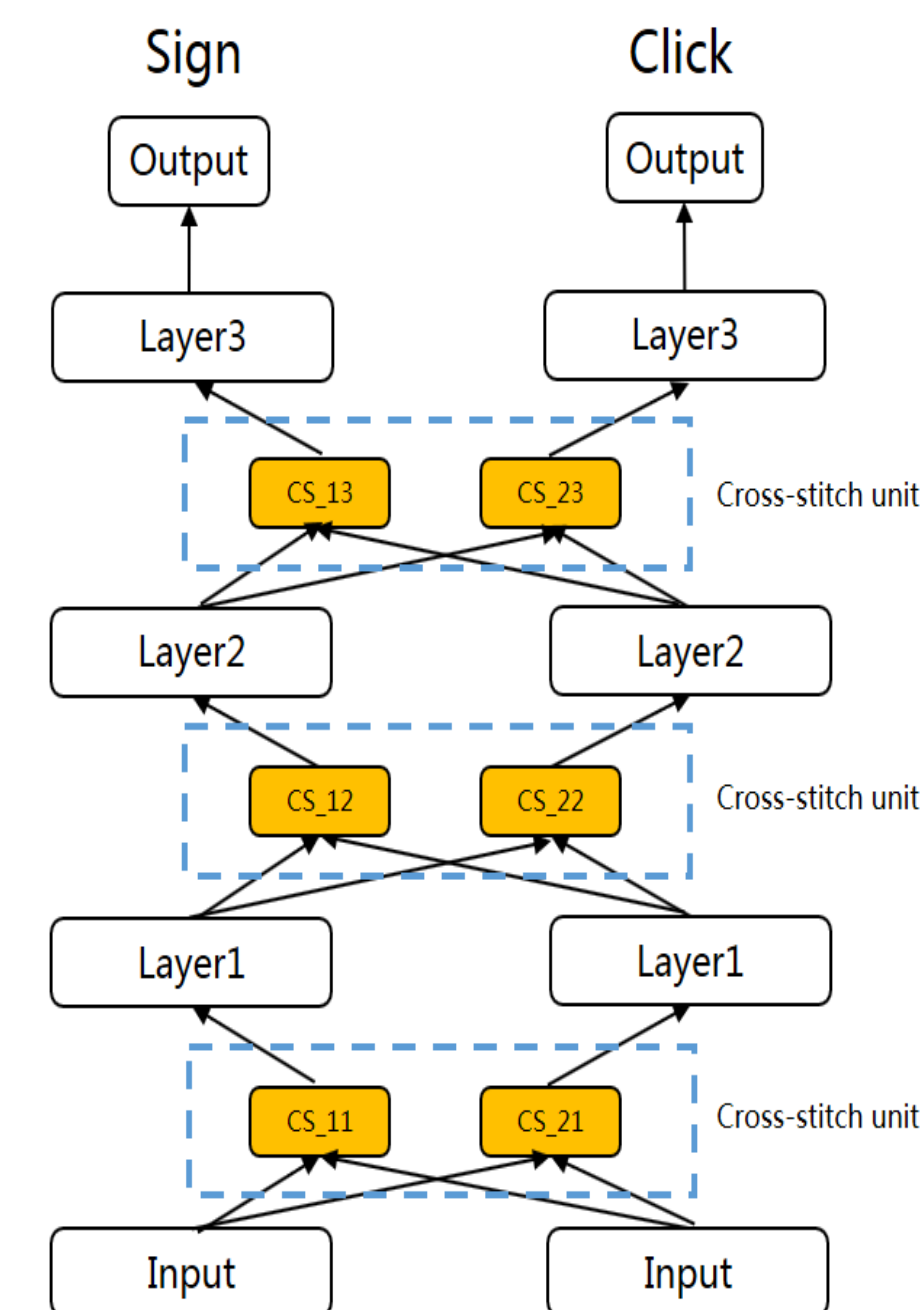 Sign Click
Output Output
Layer3 Layer3
CS_13 CS_23 Cross-stitch unit
Layer2 Layer2
CS_12 CS_22 Cross-stitch unit
Layer1 Layer1
CS_11 CS_21 Cross-stitch unit
Input Input